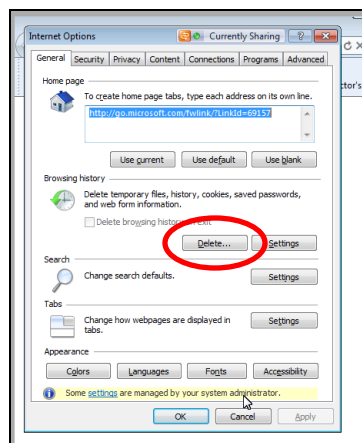 Internet Options
Currently Sharing
General Security Privacy Content Connections Programs Advanced
Home page
To create home page tabs, type each address on its own line.
http://go.microsoft.com/fwlink/?LinkId=69157
Use current Use default Use blank
Browsing history
Delete temporary files, history, cookies, saved passwords,
and web form information.
Delete browsing history on exit
Delete... Settings
Search
Change search defaults. Settings
Tabs
Change how webpages are displayed in
tabs. Settings
Appearance
Colors Languages Fonts Accessibility
Some settings are managed by your system administrator.
OK Cancel Apply